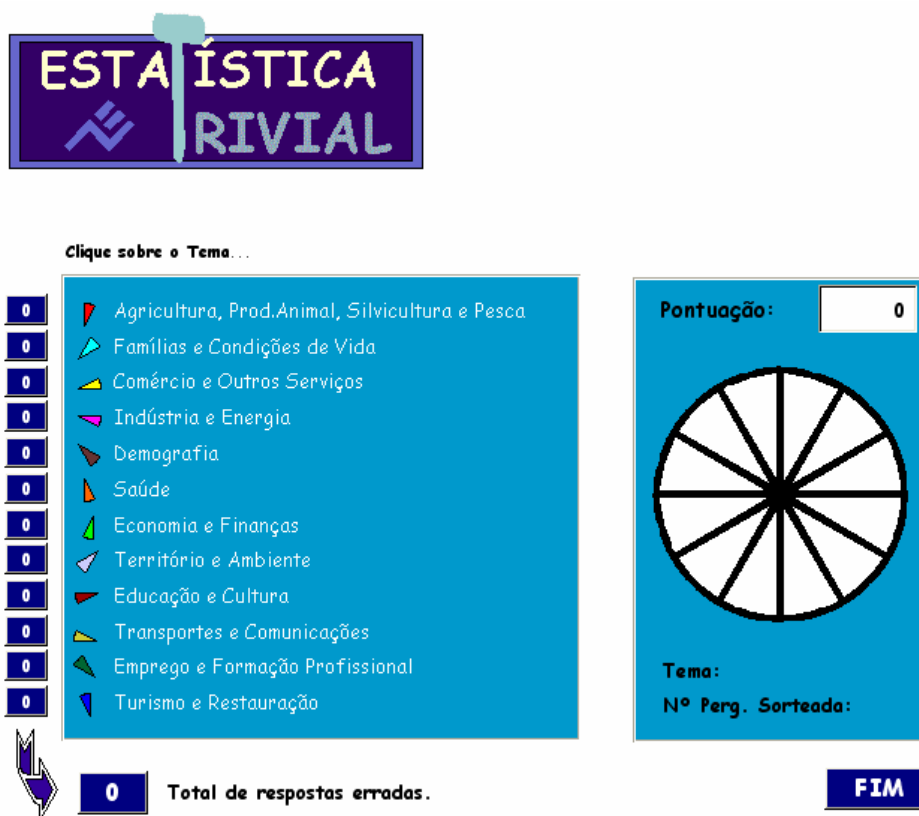 ESTATÍSTICA
TRIVIAL
Clique sobre o Tema...
0 Agricultura, Prod.Animal, Silvicultura e Pesca
0 Famílias e Condições de Vida
0 Comércio e Outros Serviços
0 Indústria e Energia
0 Demografia
0 Saúde
0 Economia e Finanças
0 Território e Ambiente
0 Educação e Cultura
0 Transportes e Comunicações
0 Emprego e Formação Profissional
0 Turismo e Restauração
0 Total de respostas erradas.
Pontuação: 0
Tema:
Nº Perg. Sorteada:
FIM